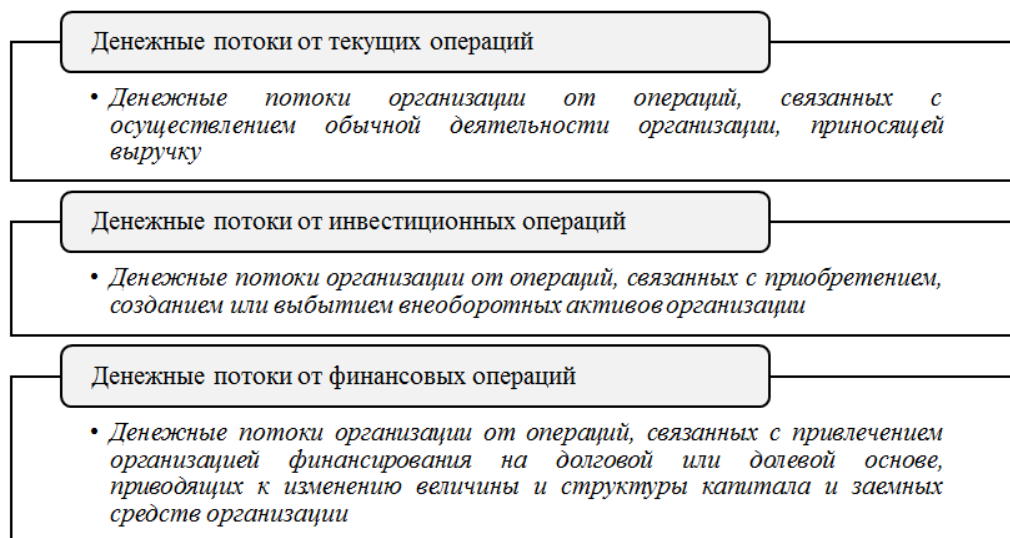 Денежные потоки от текущих операций
• Денежные потоки организации от операций, связанных с
осуществлением обычной деятельности организации, приносящей
выручку
Денежные потоки от инвестиционных операций
• Денежные потоки организации от операций, связанных с приобретением,
созданием или выбытием внеоборотных активов организации
Денежные потоки от финансовых операций
• Денежные потоки организации от операций, связанных с привлечением
организацией финансирования на долговой или долевой основе,
приводящих к изменению величины и структуры капитала и заемных
средств организации